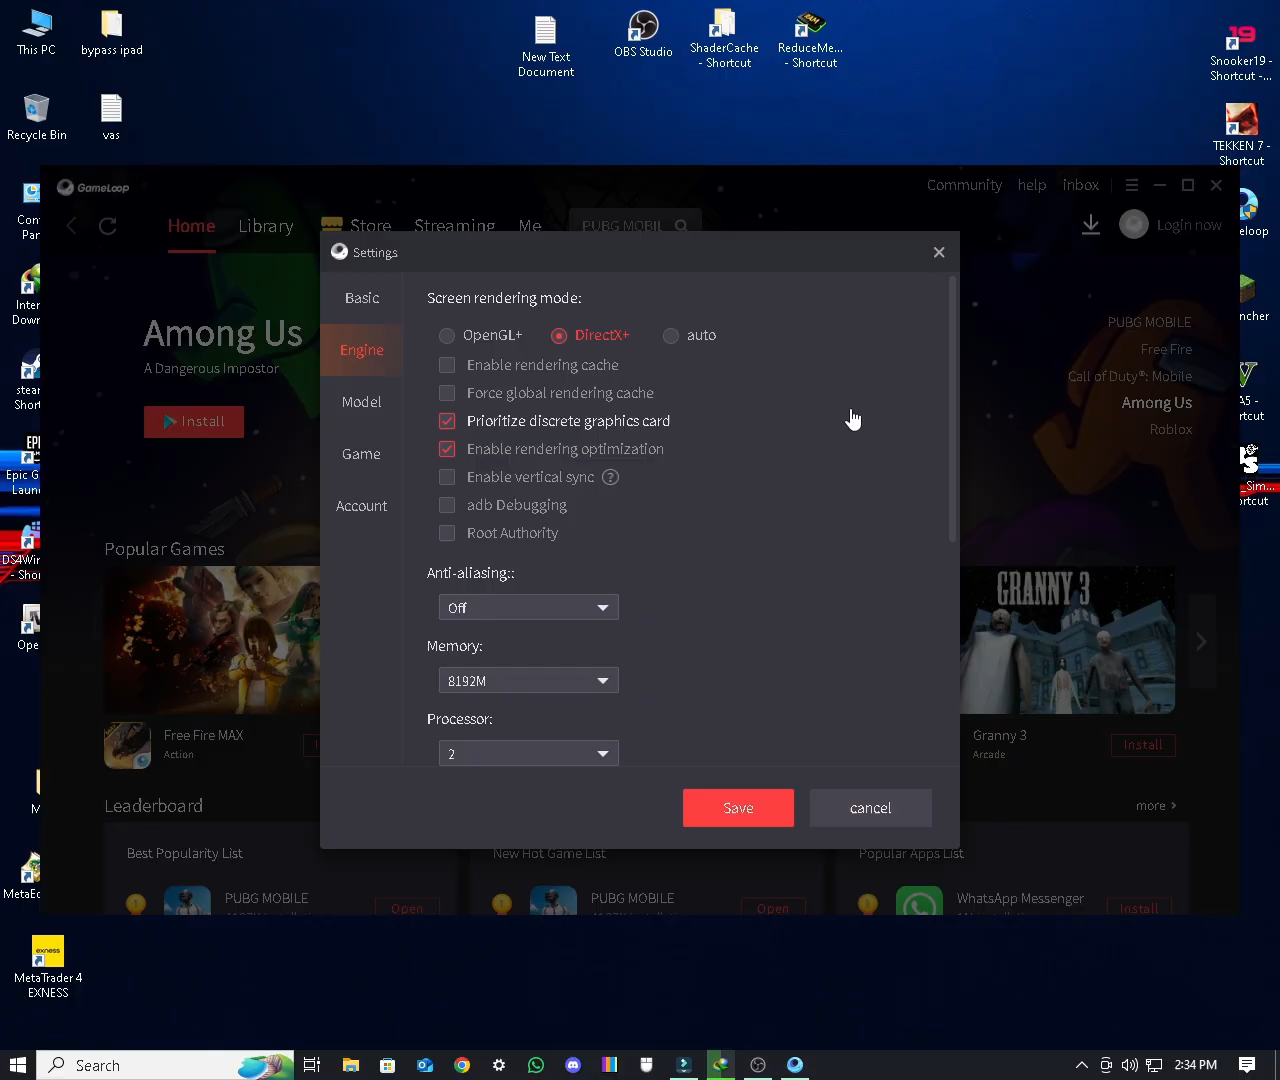 This PC
bypass ipad
New Text
Document
OBS Studio
ShaderCache
- Shortcut
ReduceMe...
- Shortcut
Snooker19 -
Shortcut -...
Recycle Bin
vas
TEKKEN 7 -
Shortcut
GameLoop
Community
help
inbox
Home
Library
Store
Streaming
Me
PUBG MOBIL
Login now
Settings
Basic
Engine
Model
Game
Account
Screen rendering mode:
OpenGL+
DirectX+
auto
Enable rendering cache
Force global rendering cache
Prioritize discrete graphics card
Enable rendering optimization
Enable vertical sync ?
adb Debugging
Root Authority
Anti-aliasing::
Off
Memory:
8192M
Processor:
2
Save
cancel
Among Us
A Dangerous Impostor
Install
PUBG MOBILE
Free Fire
Call of Duty®: Mobile
Among Us
Roblox
Popular Games
Free Fire MAX
Action
GRANNY 3
Granny 3
Arcade
Install
Leaderboard
more >
Best Popularity List
New Hot Game List
Popular Apps List
PUBG MOBILE
Open
PUBG MOBILE
Open
WhatsApp Messenger
Install
exness
MetaTrader 4
EXNESS
Search
2:34 PM